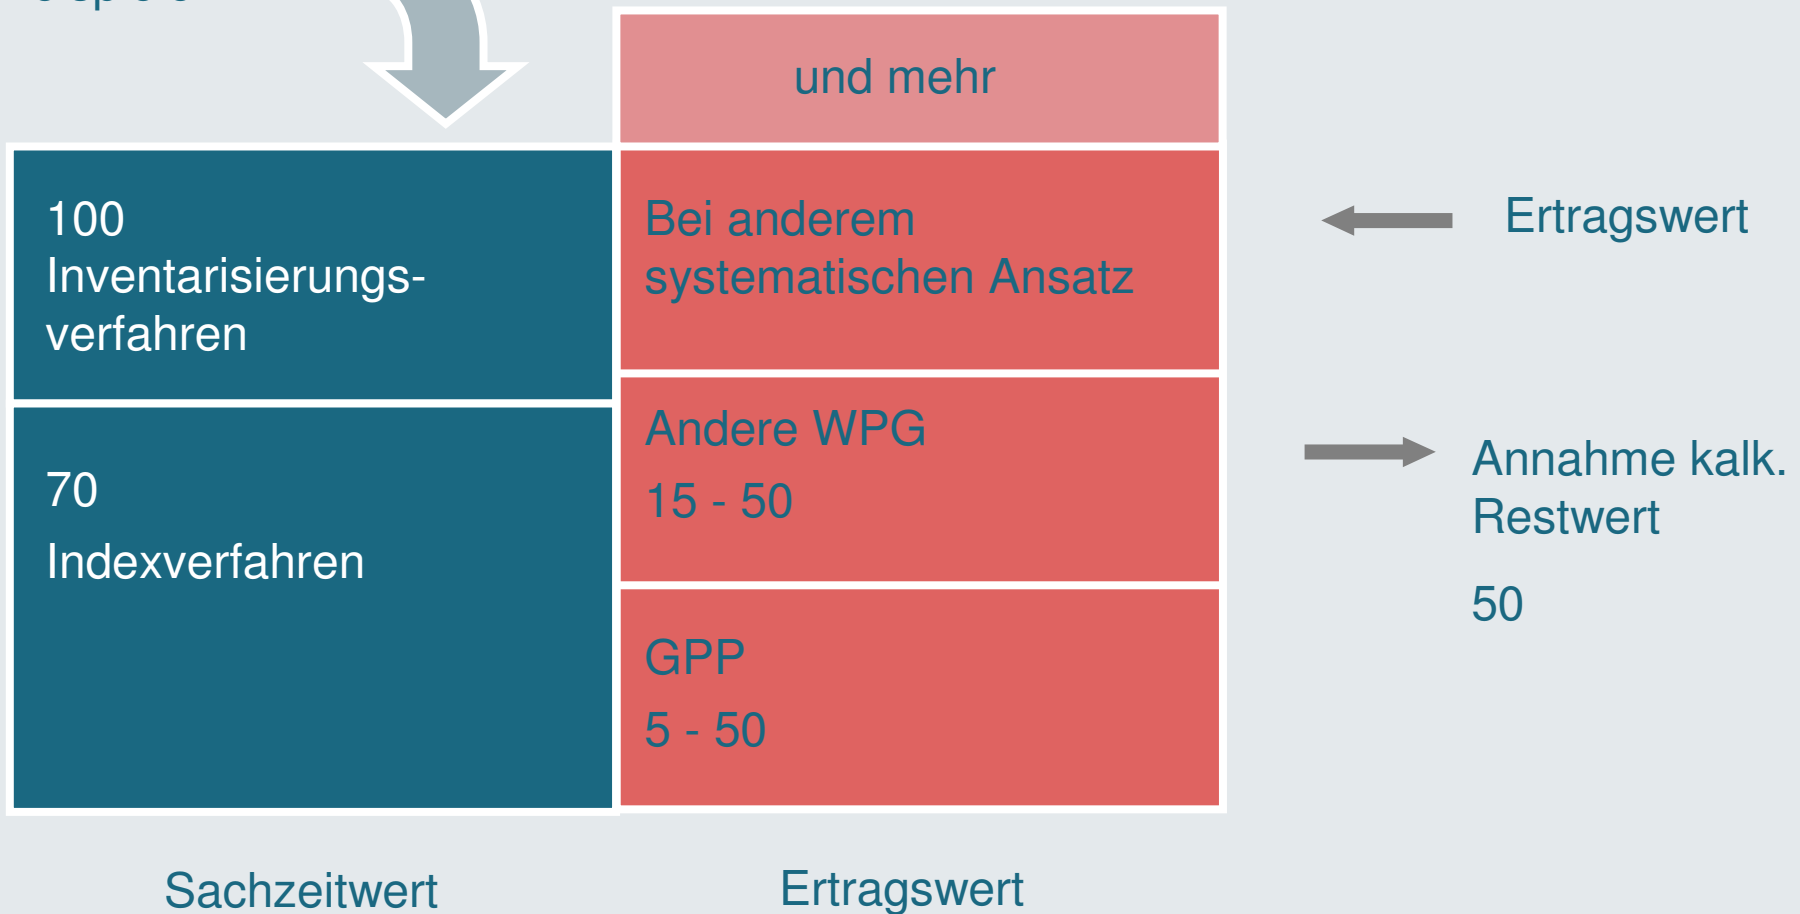 100
Inventarisierungs-
verfahren
70
Indexverfahren
Sachzeitwert
und mehr
Bei anderem
systematischen Ansatz
Andere WPG
15 - 50
GPP
5 - 50
Ertragswert
Ertragswert
Annahme kalk.
Restwert
50